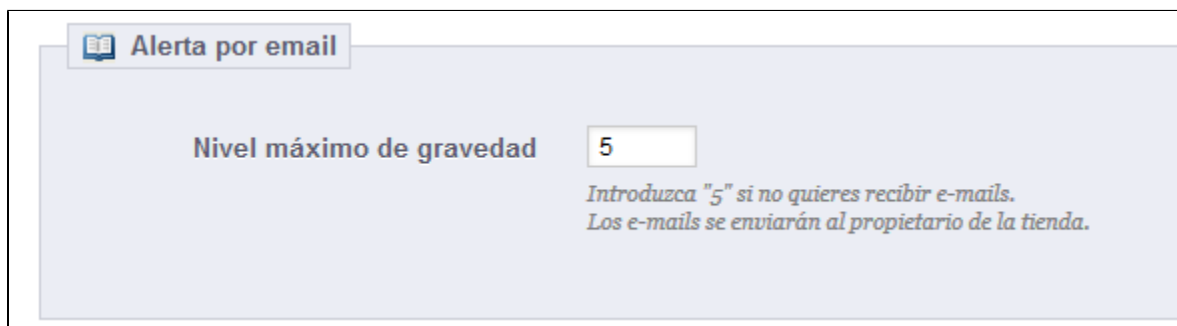 Alerta por email
Nivel máximo de gravedad 5
Introduzca "5" si no quieres recibir e-mails.
Los e-mails se enviarán al propietario de la tienda.